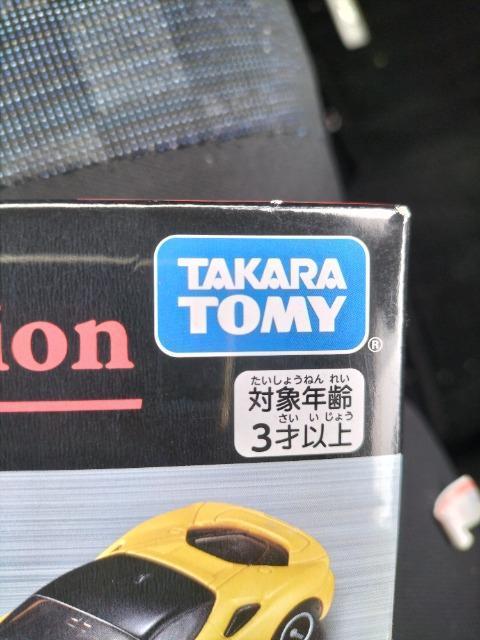 TAKARA
TOMY
®
ion
たいしょうねんれい
対象年齢
さいいじょう
3才以上